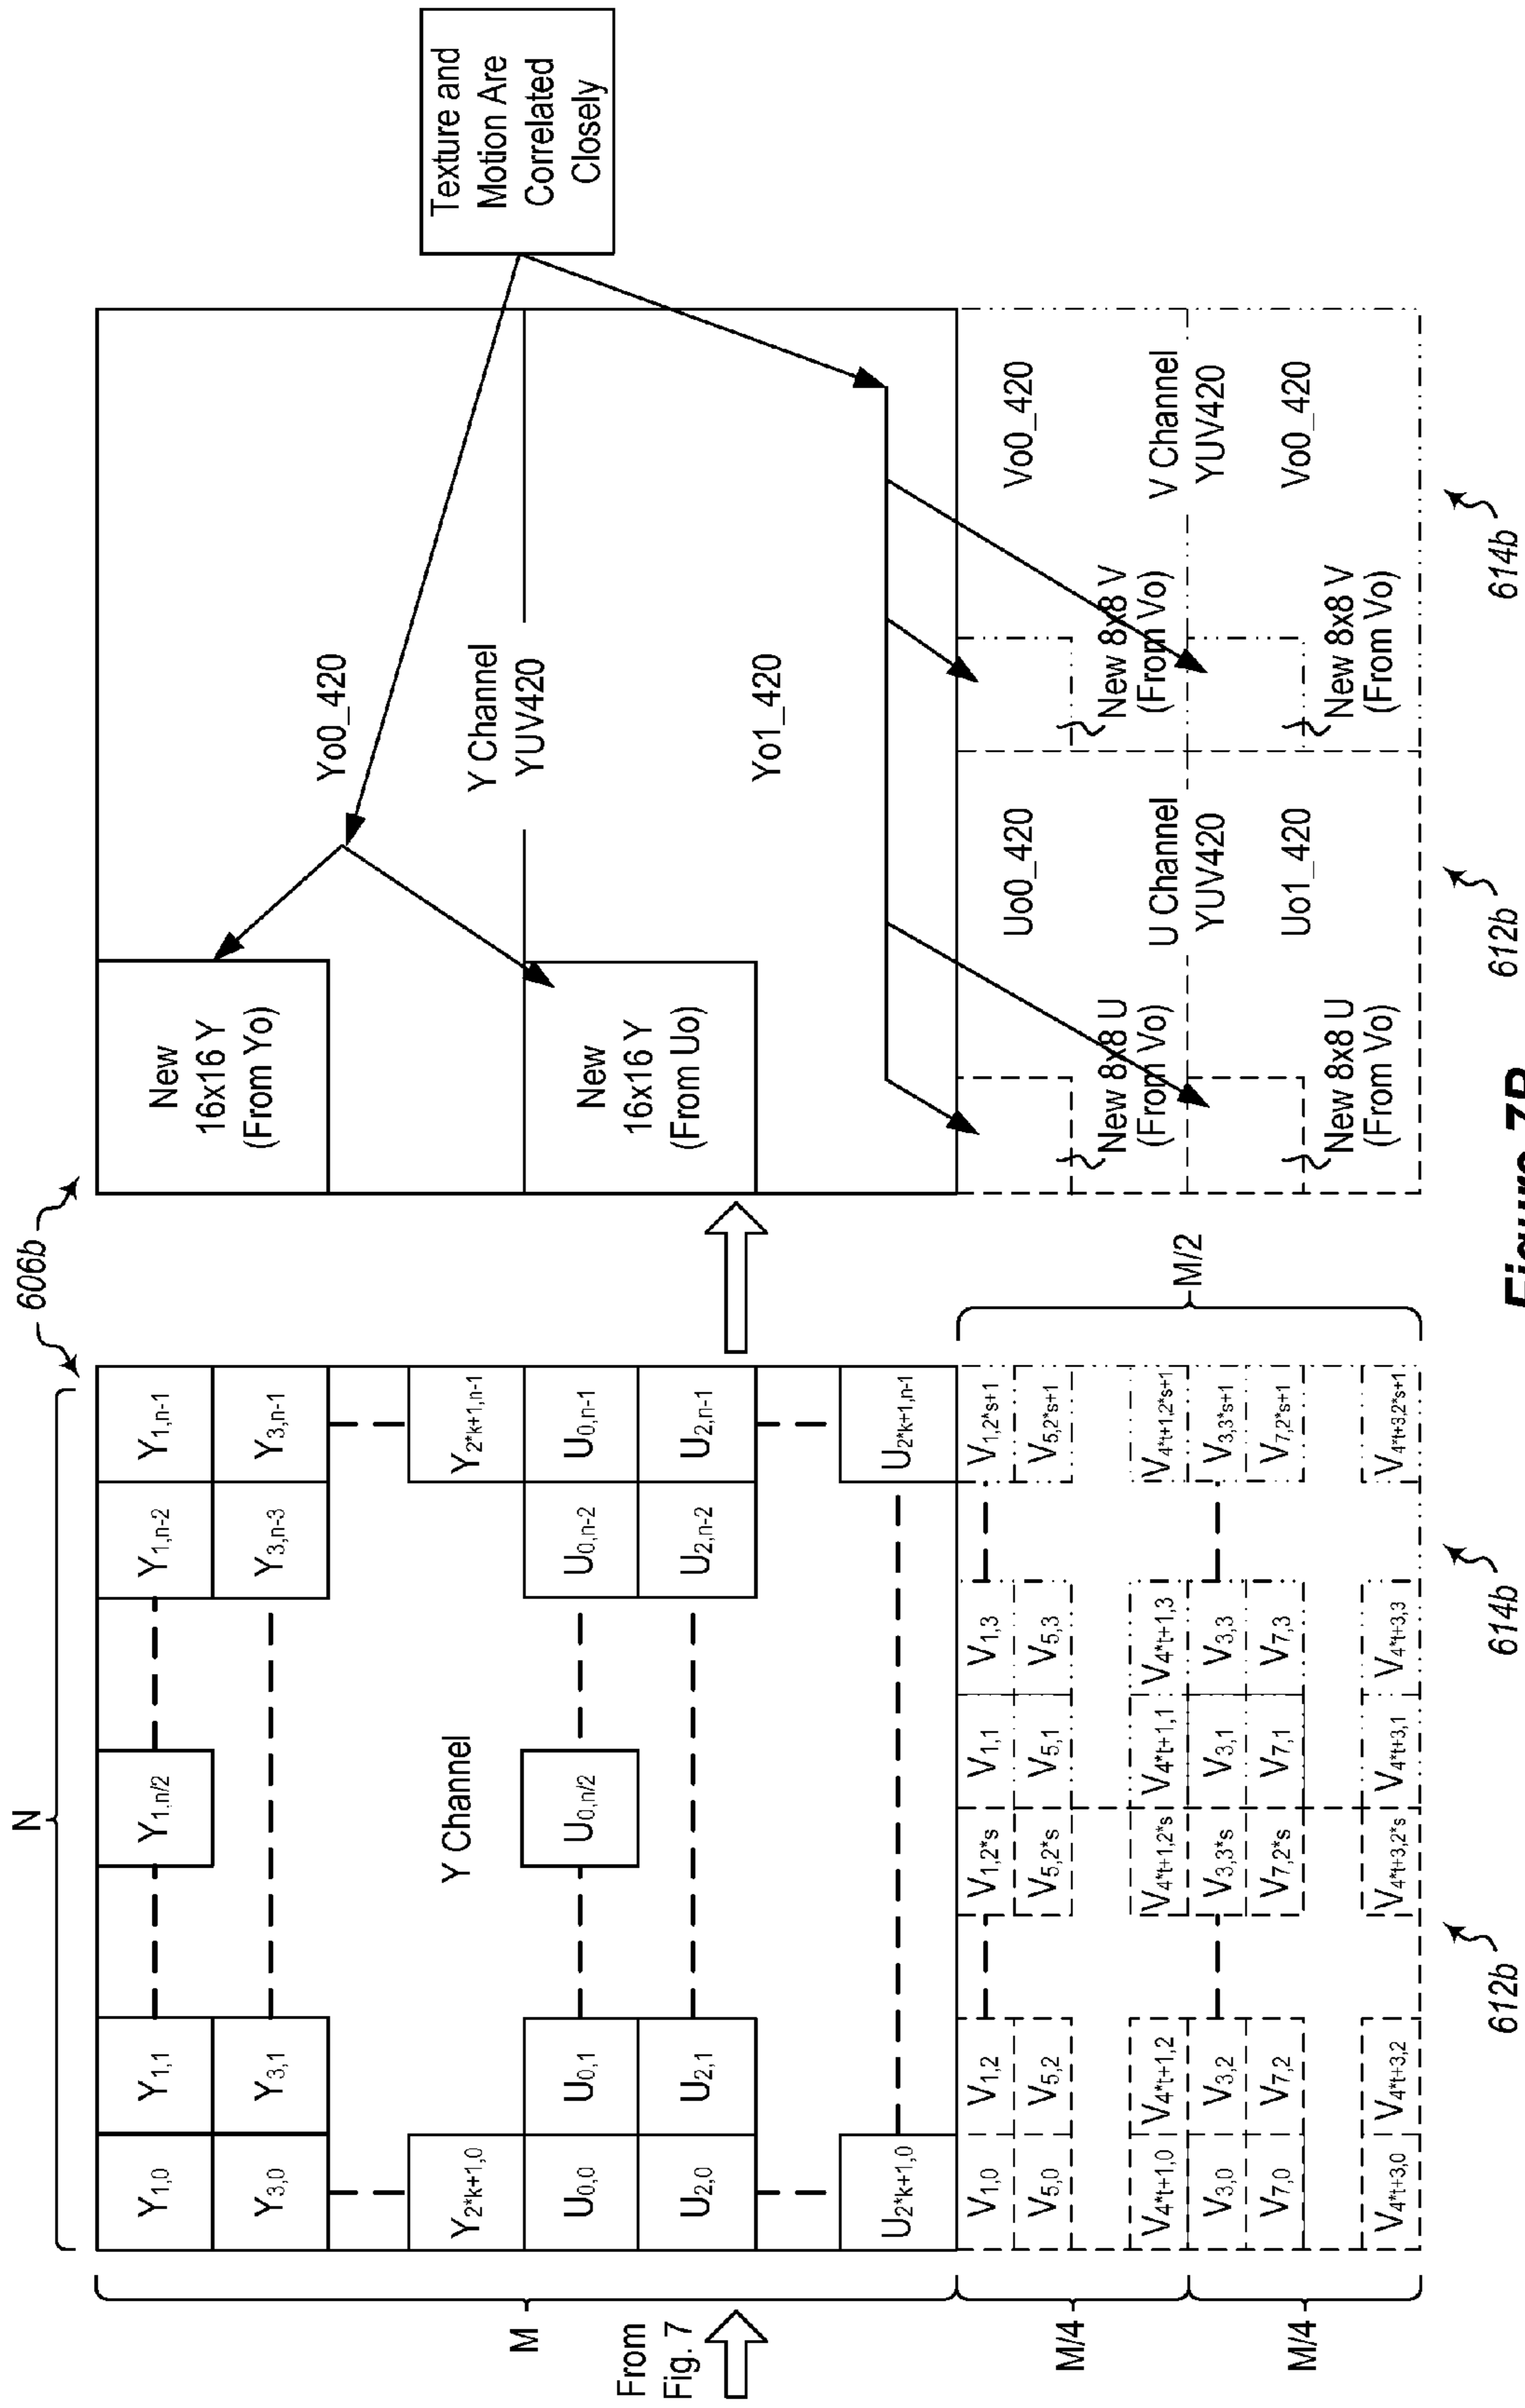 606b
N
Y1,0
Y1,1
Y1,n/2
Y1,n-2
Y1,n-1
Y3,0
Y3,1
Y3,n-3
Y3,n-1
Y2*k+1,0
Y Channel
Y2*k+1,n-1
U0,0
U0,1
U0,n/2
U0,n-2
U0,n-1
U2,0
U2,1
U2,n-2
U2,n-1
U2*k+1,0
U2*k+1,n-1
M
From
Fig. 7
M/4
M/4
M/2
V1,0
V1,2
V1,2*s
V1,1
V1,3
V1,2*s+1
V5,0
V5,2
V5,2*s
V5,1
V5,3
V5,2*s+1
V4*t+1,0
V4*t+1,2
V4*t+1,2*s
V4*t+1,1
V4*t+1,3
V4*t+1,2*s+1
V3,0
V3,2
V3,3*s
V3,1
V3,3
V3,3*s+1
V7,0
V7,2
V7,2*s
V7,1
V7,3
V7,2*s+1
V4*t+3,0
V4*t+3,2
V4*t+3,2*s
V4*t+3,1
V4*t+3,3
V4*t+3,2*s+1
612b
614b
New
16x16 Y
(From Yo)
Yo0_420
Y Channel
YUV420
New
16x16 Y
(From Uo)
Yo1_420
Texture and
Motion Are
Correlated
Closely
Uo0_420
New 8x8 U
(From Vo)
U Channel
YUV420
Uo1_420
New 8x8 U
(From Vo)
Vo0_420
New 8x8 V
(From Vo)
V Channel
YUV420
Vo0_420
New 8x8 V
(From Vo)
612b
614b
Figure 7B